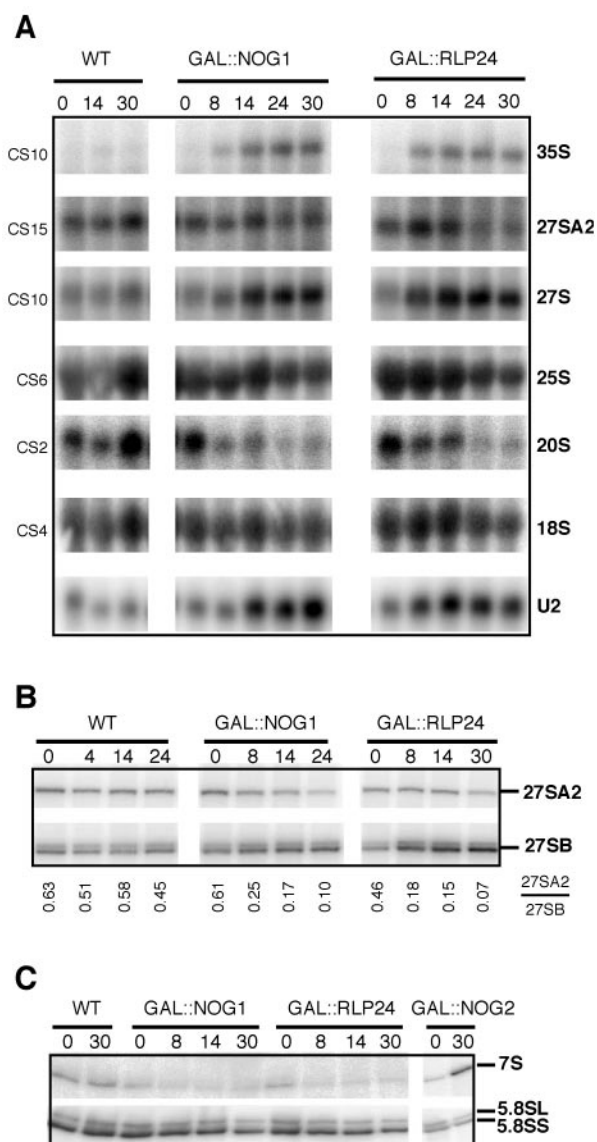 A
WT GAL::NOG1 GAL::RLP24
0 14 30 0 8 14 24 30 0 8 14 24 30
CS10 35S
CS15 27SA2
CS10 27S
CS6 25S
CS2 20S
CS4 18S
U2
B
WT GAL::NOG1 GAL::RLP24
0 4 14 24 0 8 14 24 0 8 14 30
27SA2
27SB
0.63 0.51 0.58 0.45 0.61 0.25 0.17 0.10 0.46 0.18 0.15 0.07 27SA2
27SB
C
WT GAL::NOG1 GAL::RLP24 GAL::NOG2
0 30 0 8 14 30 0 8 14 30 0 30
7S
5.8SL
5.8SS